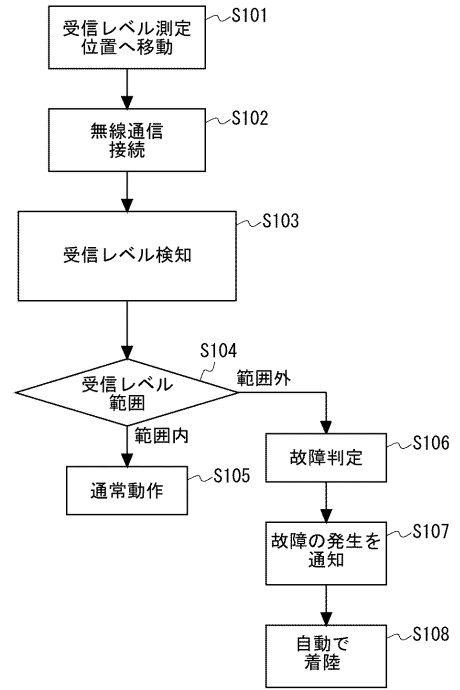 受信レベル測定
位置へ移動
S101
無線通信
接続
S102
受信レベル検知
S103
受信レベル
範囲
S104
範囲外
範囲内
通常動作
S105
故障判定
S106
故障の発生を
通知
S107
自動で
着陸
S108